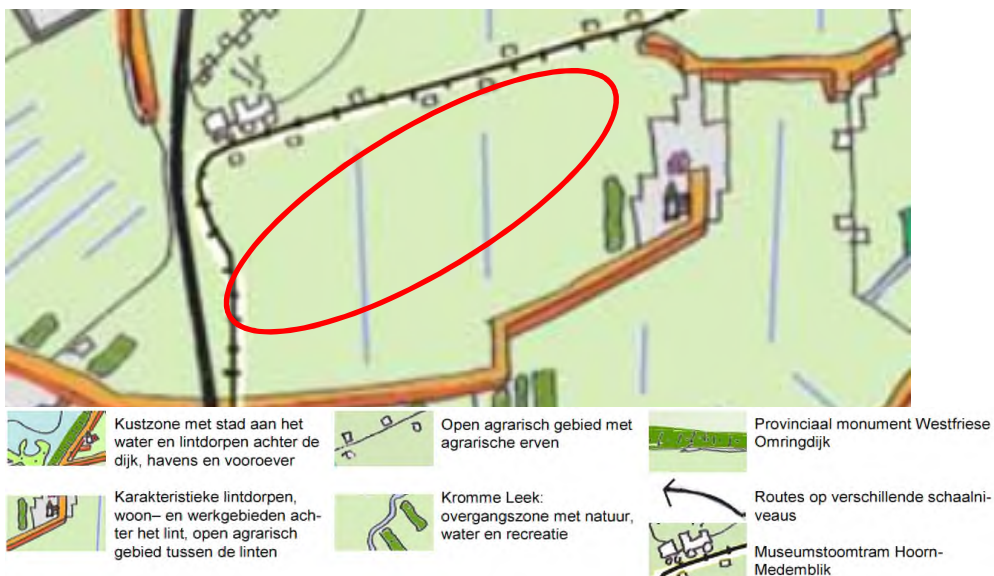 Kustzone met stad aan het
water en lintdorpen achter de
dijk, havens en vooroever
Karakteristieke lintdorpen,
woon– en werkgebieden ach-
ter het lint, open agrarisch
gebied tussen de linten
Open agrarisch gebied met
agrarische erven
Kromme Leek:
overgangszone met natuur,
water en recreatie
Provinciaal monument Westfriese
Omringdijk
Routes op verschillende schaalni-
veaus
Museumstoomtram Hoorn-
Medemblik